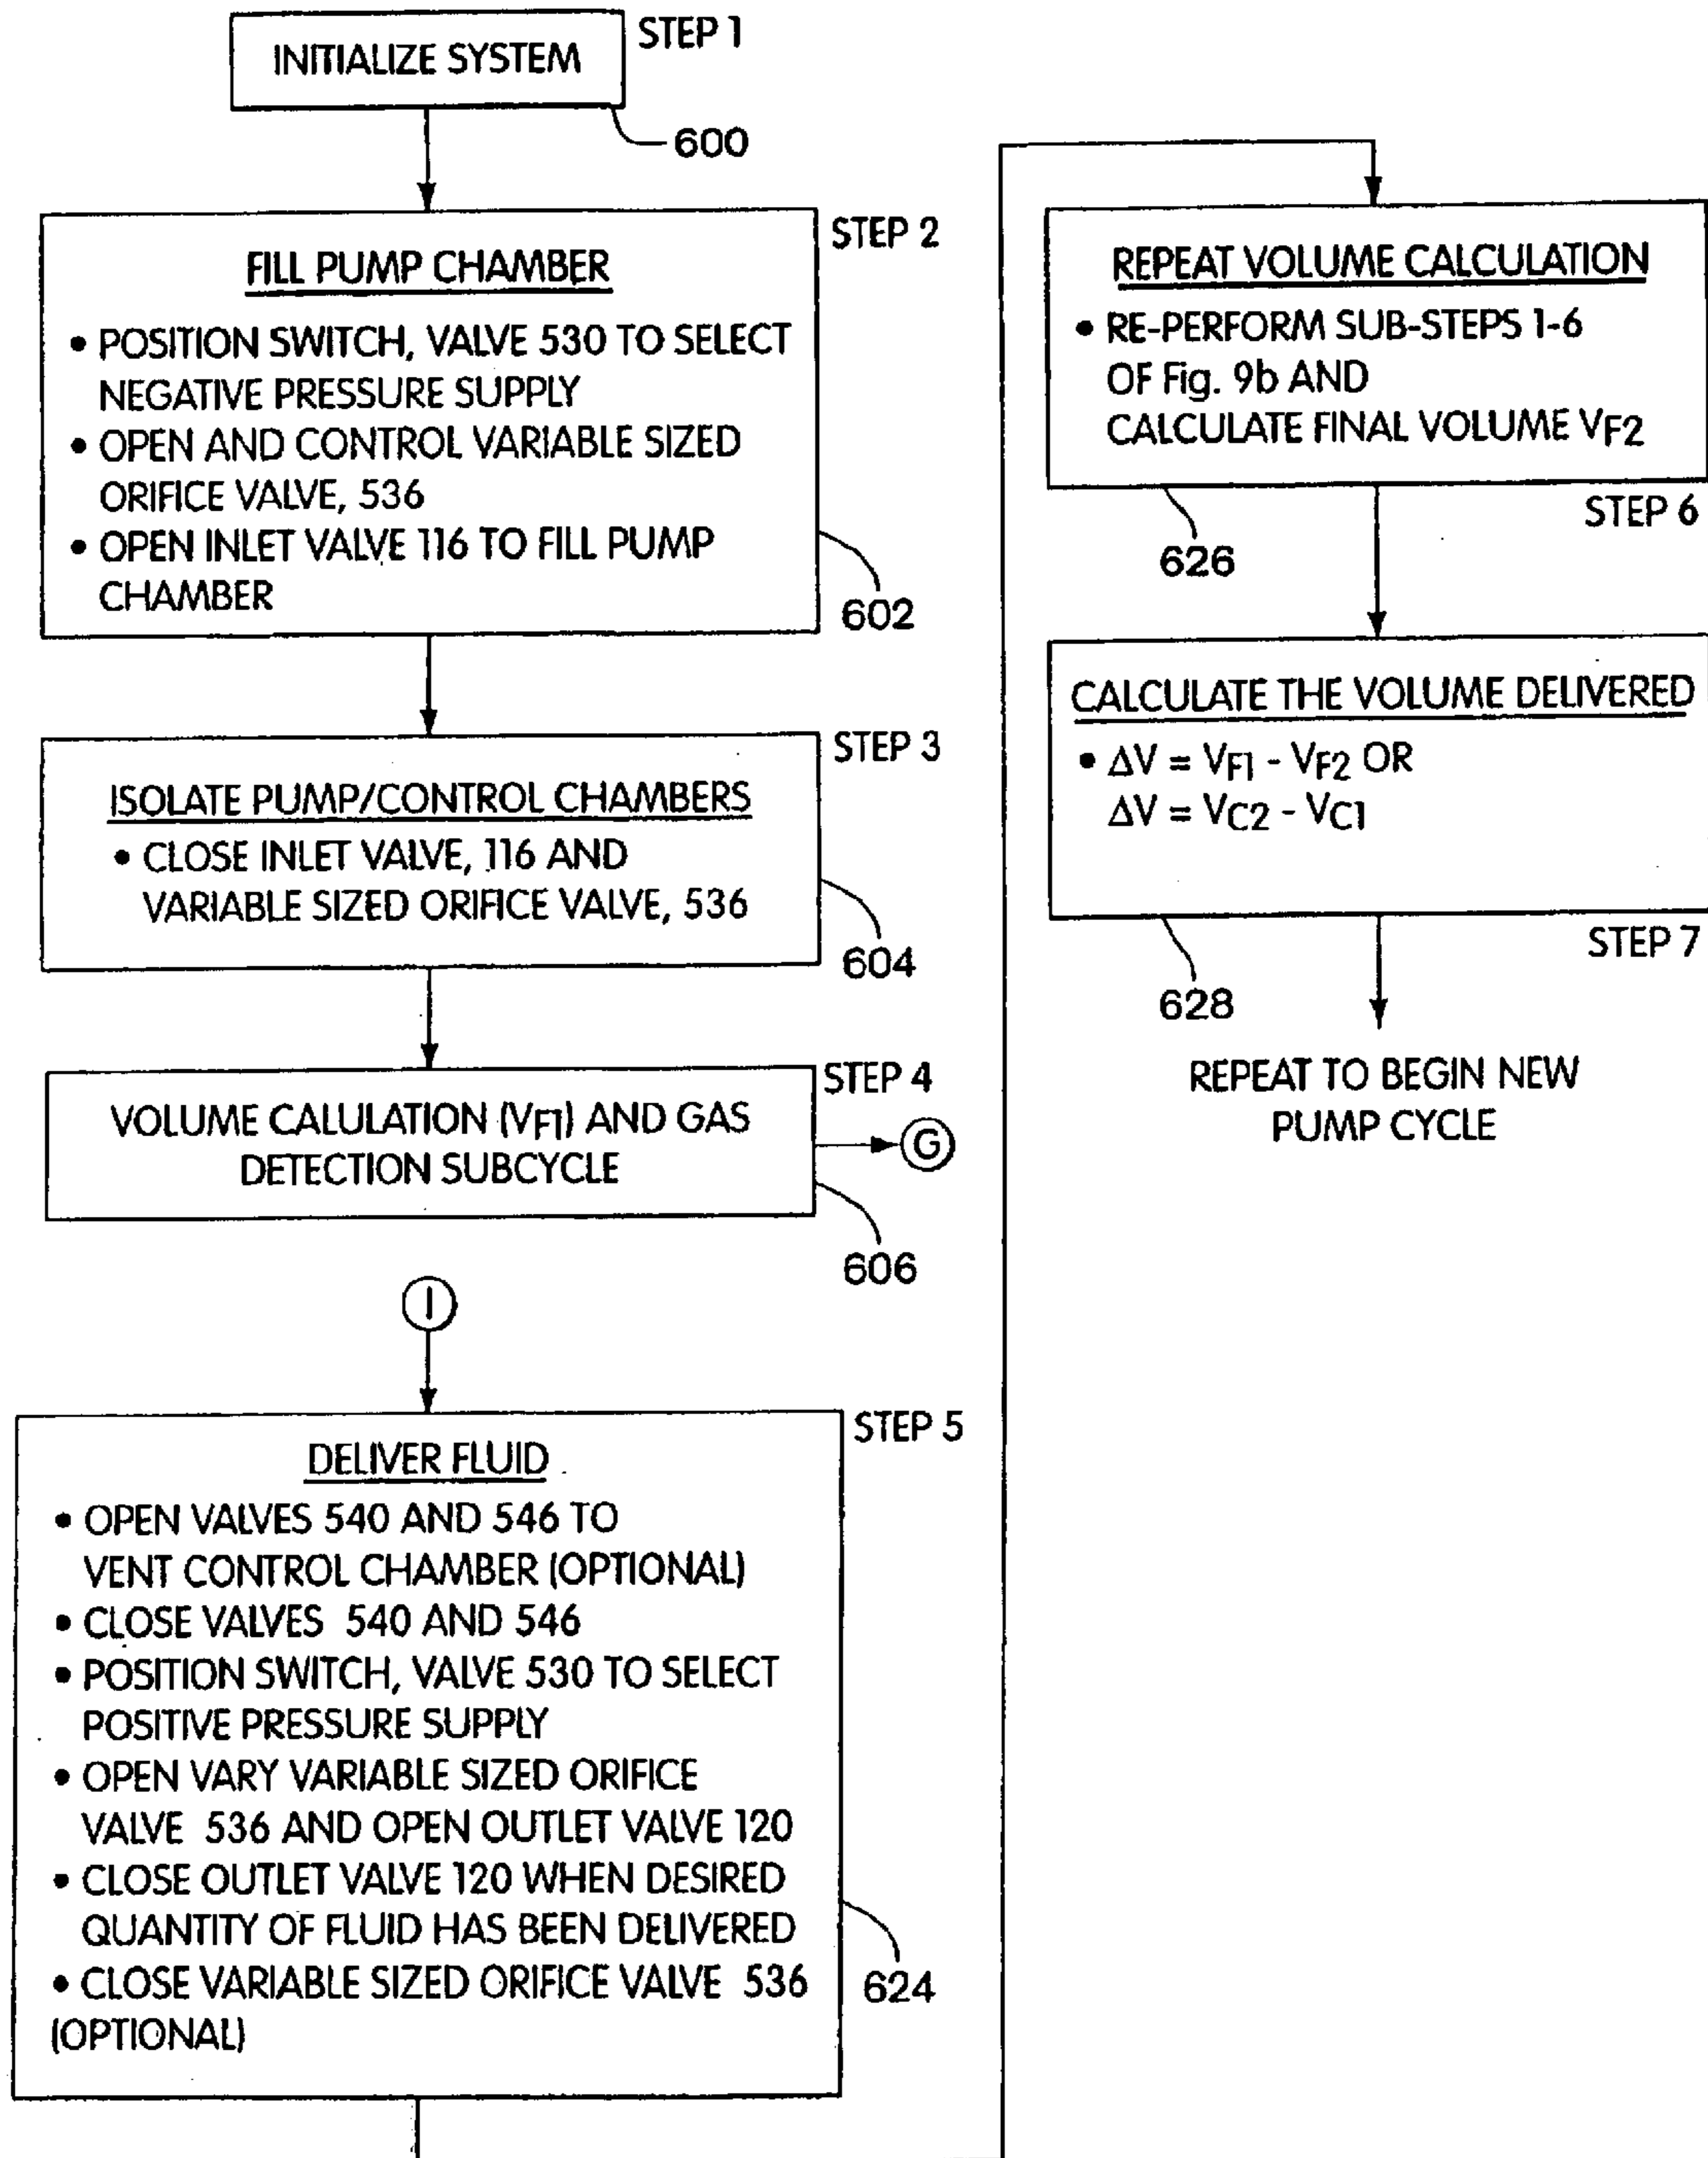 INITIALIZE SYSTEM
STEP 1
600
STEP 2
FILL PUMP CHAMBER
• POSITION SWITCH, VALVE 530 TO SELECT
NEGATIVE PRESSURE SUPPLY
• OPEN AND CONTROL VARIABLE SIZED
ORIFICE VALVE, 536
• OPEN INLET VALVE 116 TO FILL PUMP
CHAMBER
602
STEP 3
ISOLATE PUMP/CONTROL CHAMBERS
• CLOSE INLET VALVE, 116 AND
VARIABLE SIZED ORIFICE VALVE, 536
604
STEP 4
VOLUME CALULATION (VF1) AND GAS
DETECTION SUBCYCLE
G
606
I
STEP 5
DELIVER FLUID
• OPEN VALVES 540 AND 546 TO
VENT CONTROL CHAMBER (OPTIONAL)
• CLOSE VALVES 540 AND 546
• POSITION SWITCH, VALVE 530 TO SELECT
POSITIVE PRESSURE SUPPLY
• OPEN VARY VARIABLE SIZED ORIFICE
VALVE 536 AND OPEN OUTLET VALVE 120
• CLOSE OUTLET VALVE 120 WHEN DESIRED
QUANTITY OF FLUID HAS BEEN DELIVERED
• CLOSE VARIABLE SIZED ORIFICE VALVE 536
(OPTIONAL)
624
REPEAT VOLUME CALCULATION
• RE-PERFORM SUB-STEPS 1-6
OF Fig. 9b AND
CALCULATE FINAL VOLUME VF2
STEP 6
626
CALCULATE THE VOLUME DELIVERED
• ΔV = VF1 - VF2 OR
ΔV = VC2 - VC1
STEP 7
628
REPEAT TO BEGIN NEW
PUMP CYCLE